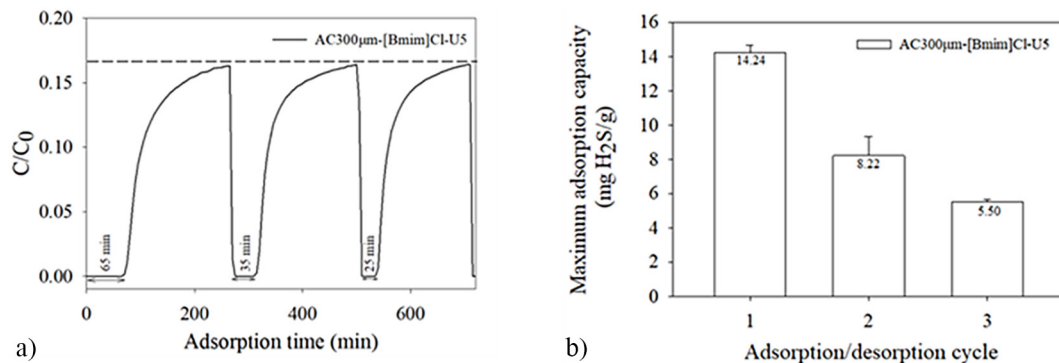 0.20
0.15
0.10
0.05
0.00
C/C0
AC300μm-[Bmim]Cl-U5
65 min
35 min
25 min
0
200
400
600
Adsorption time (min)
a)
16
14
12
10
8
6
4
2
0
Maximum adsorption capacity
(mg H2S/g)
AC300μm-[Bmim]Cl-U5
14.24
8.22
5.50
1
2
3
Adsorption/desorption cycle
b)